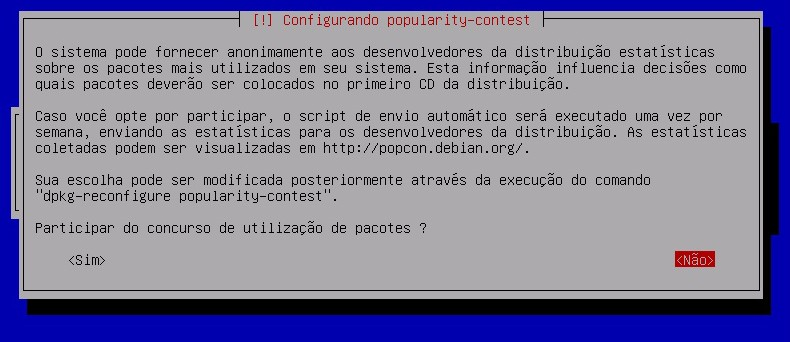 [!] Configurando popularity-contest
O sistema pode fornecer anonimamente aos desenvolvedores da distribuição estatísticas
sobre os pacotes mais utilizados em seu sistema. Esta informação influencia decisões como
quais pacotes deverão ser colocados no primeiro CD da distribuição.
Caso você opte por participar, o script de envio automático será executado uma vez por
semana, enviando as estatísticas para os desenvolvedores da distribuição. As estatísticas
coletadas podem ser visualizadas em http://popcon.debian.org/.
Sua escolha pode ser modificada posteriormente através da execução do comando
"dpkg-reconfigure popularity-contest".
Participar do concurso de utilização de pacotes ?
<Sim> <Não>